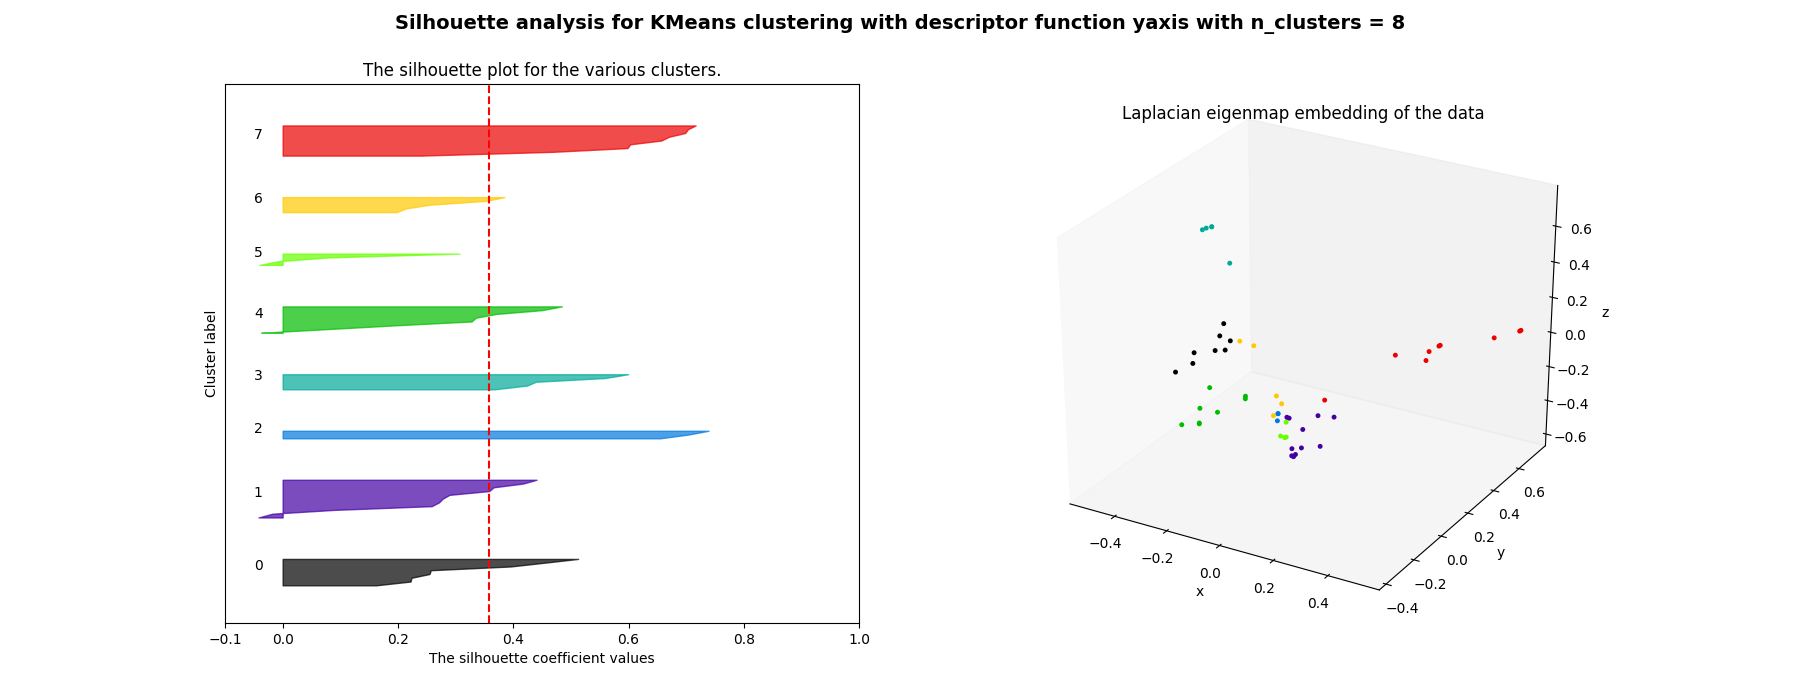 Silhouette analysis for KMeans clustering with descriptor function yaxis with n_clusters = 8
The silhouette plot for the various clusters.
7
6
5
4
3
2
1
0
Cluster label
−0.1 0.0 0.2 0.4 0.6 0.8 1.0
The silhouette coefficient values
Laplacian eigenmap embedding of the data
0.6
0.4
0.2
0.0
−0.2
−0.4
−0.6
z
−0.4
−0.2
0.0
0.2
0.4
x
0.6
0.4
0.2
0.0
−0.2
−0.4
y